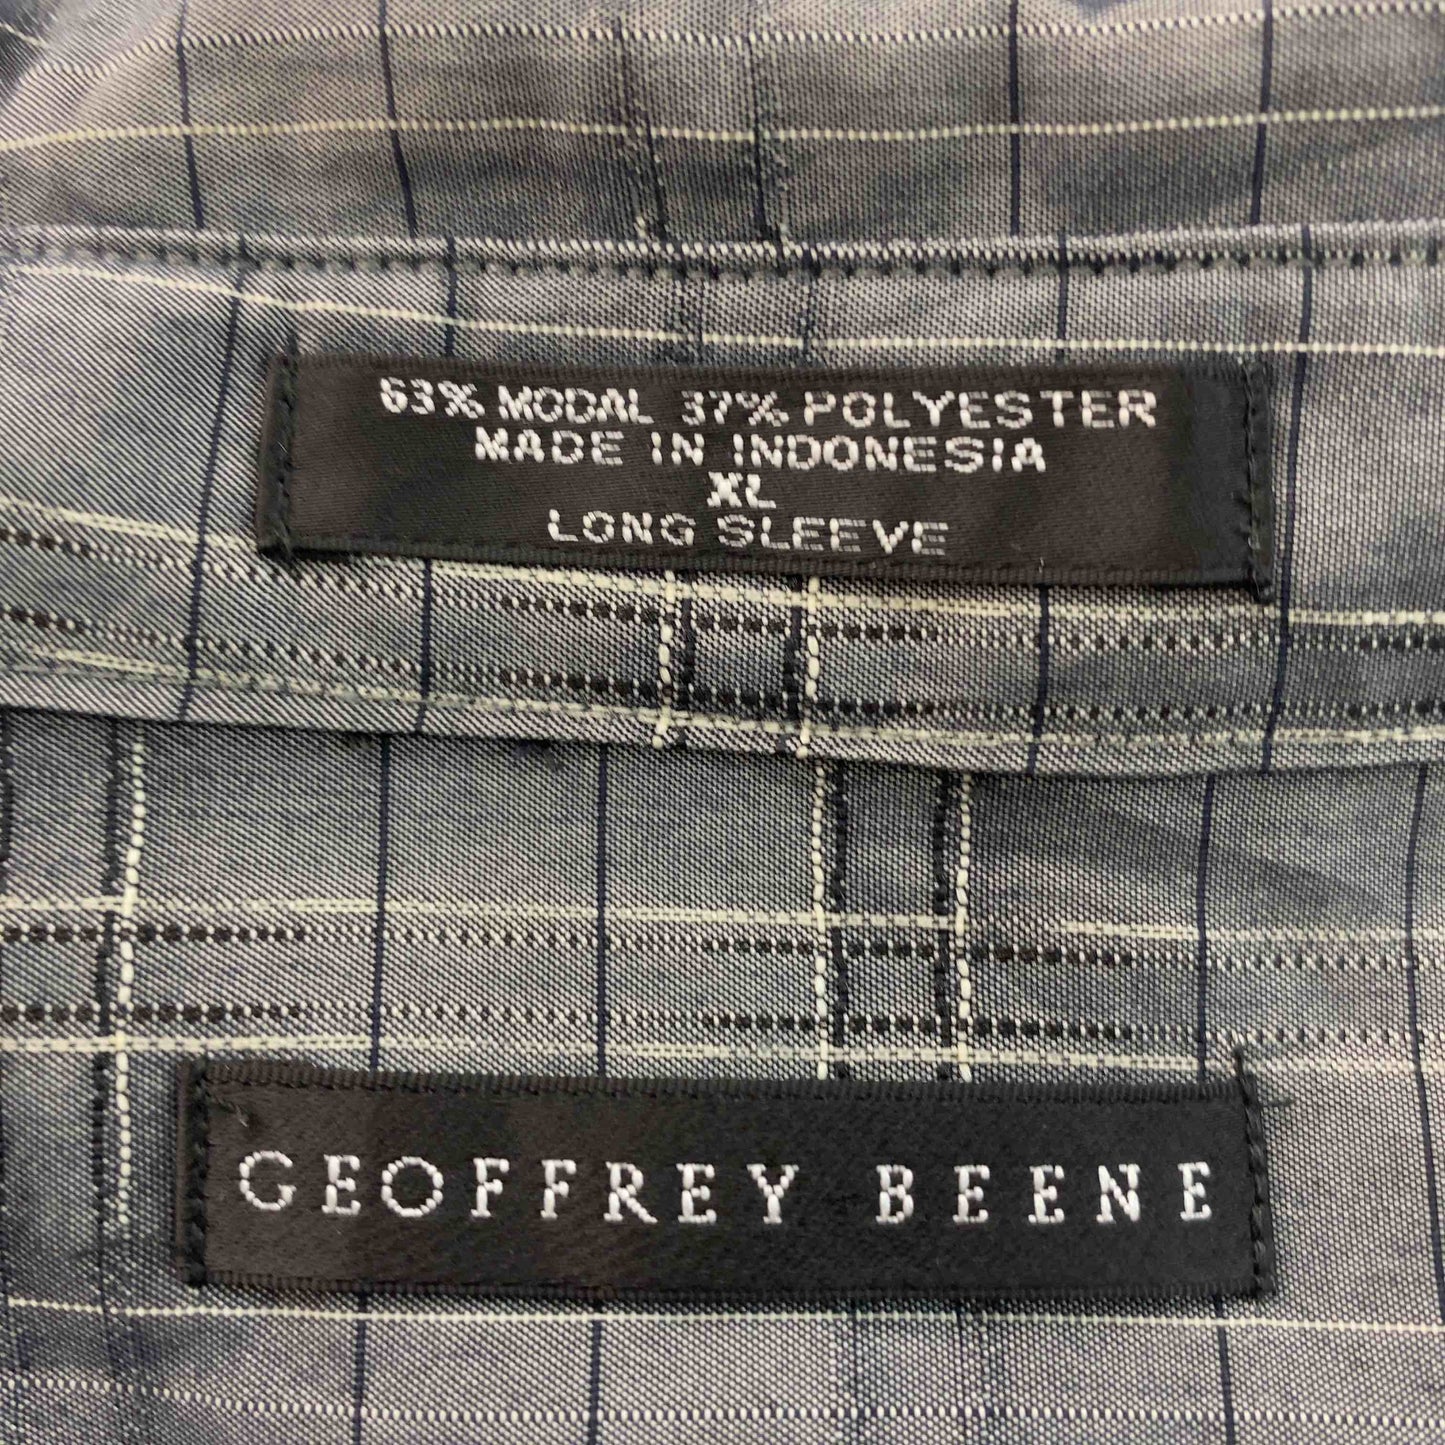 63% MODAL 37% POLYESTER
MADE IN INDONESIA
XL
LONG SLEEVE
GEOFFREY BEENE